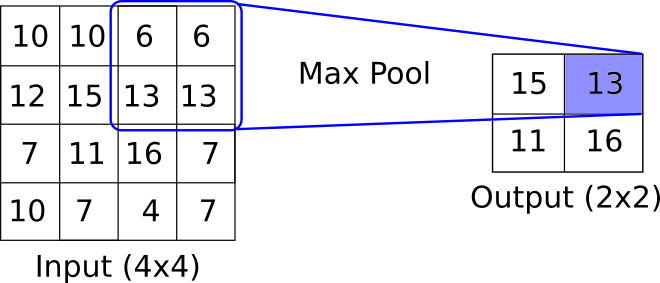 10 10 6 6
12 15 13 13
7 11 16 7
10 7 4 7
Input (4x4)
Max Pool
15 13
11 16
Output (2x2)